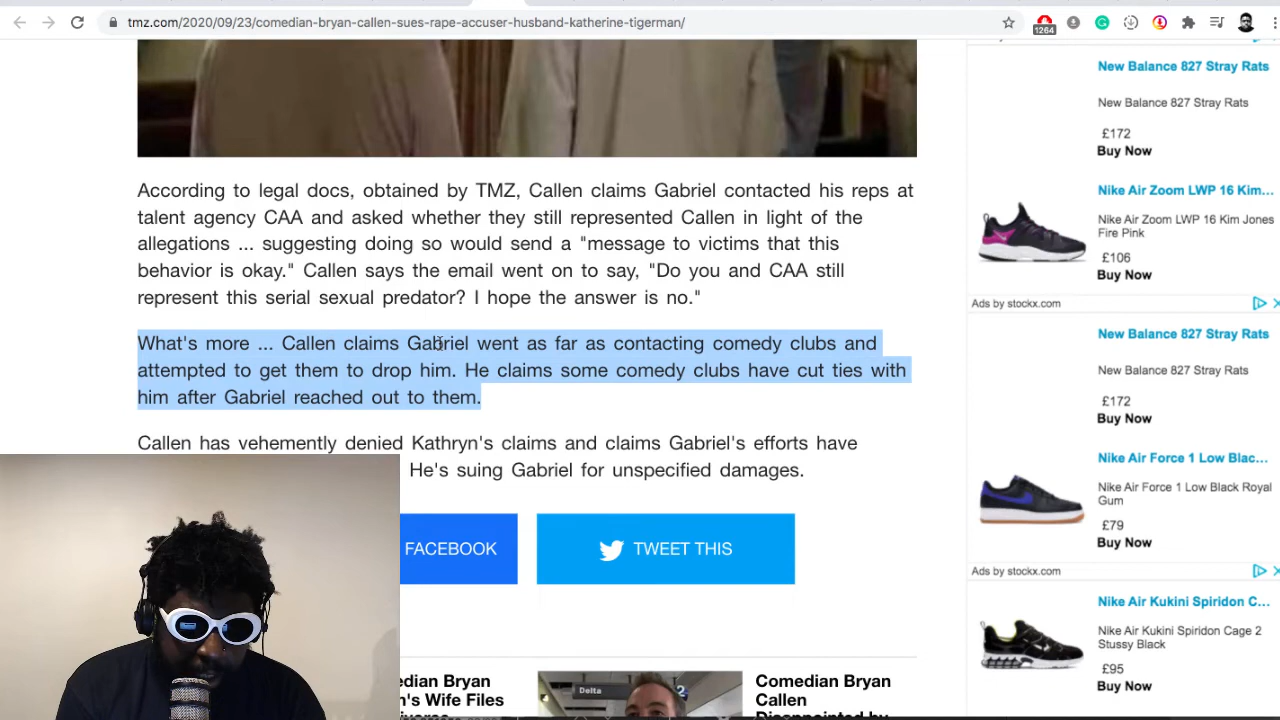 tmz.com/2020/09/23/comedian-bryan-callen-sues-rape-accuser-husband-katherine-tigerman/
1264
According to legal docs, obtained by TMZ, Callen claims Gabriel contacted his reps at
talent agency CAA and asked whether they still represented Callen in light of the
allegations ... suggesting doing so would send a "message to victims that this
behavior is okay." Callen says the email went on to say, "Do you and CAA still
represent this serial sexual predator? I hope the answer is no."
What's more ... Callen claims Gabriel went as far as contacting comedy clubs and
attempted to get them to drop him. He claims some comedy clubs have cut ties with
him after Gabriel reached out to them.
Callen has vehemently denied Kathryn's claims and claims Gabriel's efforts have
He's suing Gabriel for unspecified damages.
FACEBOOK
TWEET THIS
edian Bryan
n's Wife Files
Delta
2
Comedian Bryan
Callen
Disappointed by
New Balance 827 Stray Rats
New Balance 827 Stray Rats
£172
Buy Now
Nike Air Zoom LWP 16 Kim...
Nike Air Zoom LWP 16 Kim Jones
Fire Pink
£106
Buy Now
Ads by stockx.com
New Balance 827 Stray Rats
New Balance 827 Stray Rats
£172
Buy Now
Nike Air Force 1 Low Blac...
Nike Air Force 1 Low Black Royal
Gum
£79
Buy Now
Ads by stockx.com
Nike Air Kukini Spiridon C...
Nike Air Kukini Spiridon Cage 2
Stussy Black
£95
Buy Now